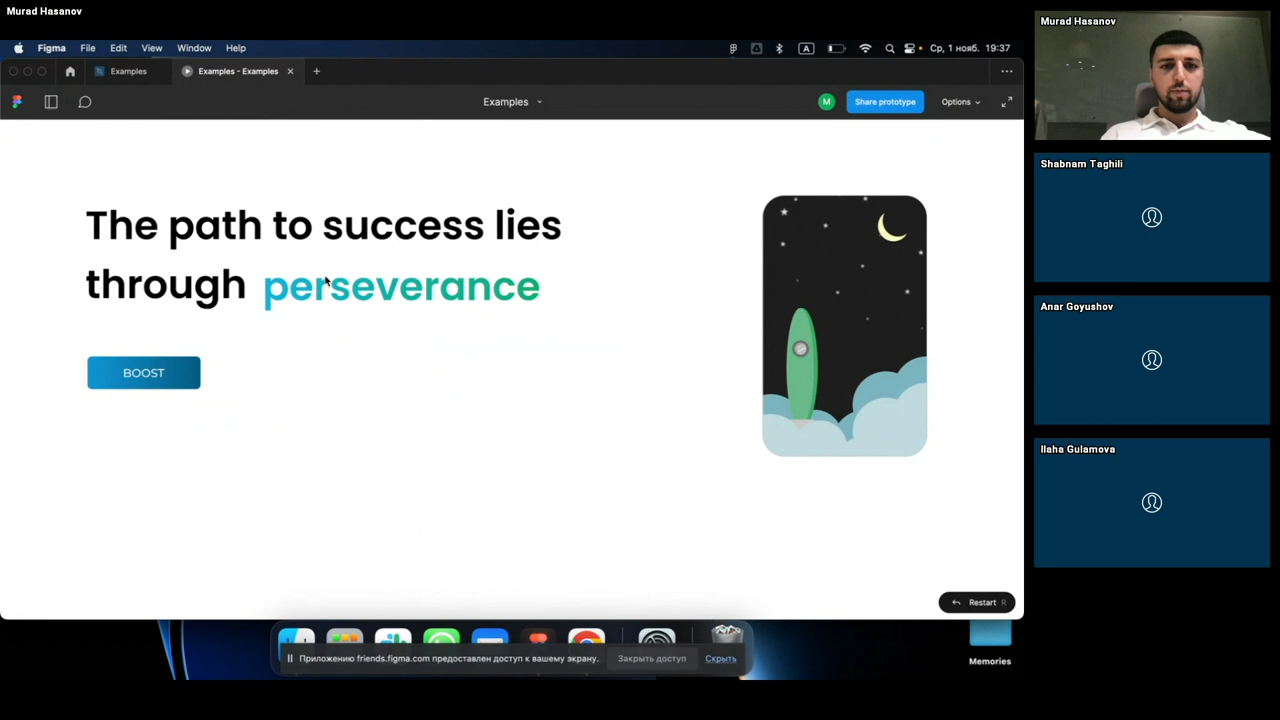 Murad Hasanov
Murad Hasanov
Figma File Edit View Window Help
A Ср, 1 нояб. 19:37
Examples Examples - Examples
Examples
M Share prototype Options
The path to success lies
through perseverance
BOOST
Restart R
Приложению friends.figma.com предоставлен доступ к вашему экрану. Закрыть доступ Скрыть
Memories
Shabnam Taghili
Anar Goyushov
Ilaha Gulamova